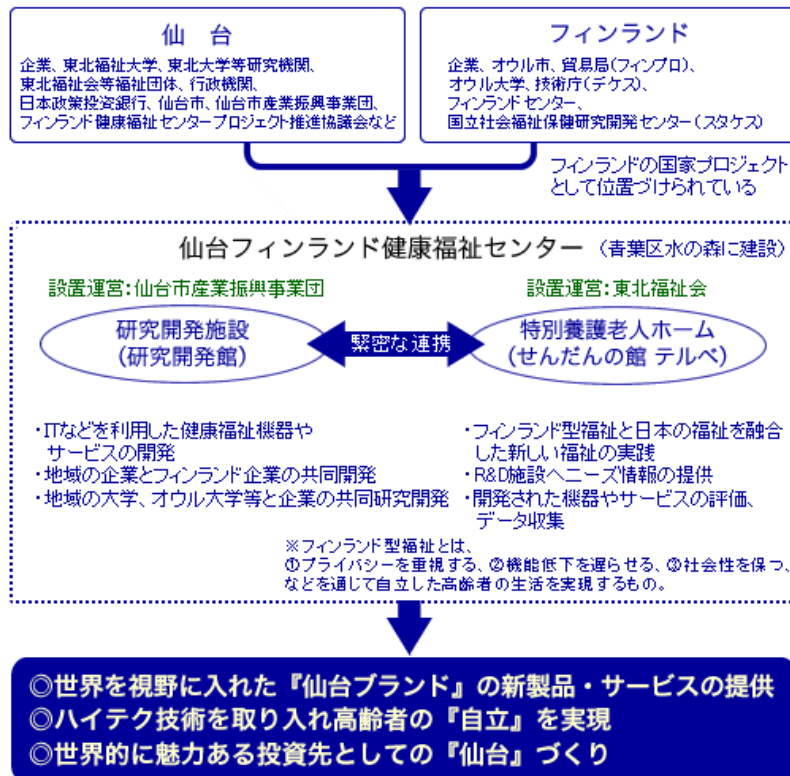 仙　台
企業、東北福祉大学、東北大学等研究機関、
東北福祉会等福祉団体、行政機関、
日本政策投資銀行、仙台市、仙台市産業振興事業団、
フィンランド健康福祉センタープロジェクト推進協議会など
フィンランド
企業、オウル市、貿易局(フィンプロ)、
オウル大学、技術庁(テケス)、
フィンランドセンター、
国立社会福祉保健研究開発センター(スタケス)
フィンランドの国家プロジェクト
として位置づけられている
仙台フィンランド健康福祉センター （青葉区水の森に建設）
設置運営:仙台市産業振興事業団
研究開発施設
(研究開発館)
緊密な連携
設置運営:東北福祉会
特別養護老人ホーム
(せんだんの館 テルベ)
・ITなどを利用した健康福祉機器や
サービスの開発
・地域の企業とフィンランド企業の共同開発
・地域の大学、オウル大学等と企業の共同研究開発
・フィンランド型福祉と日本の福祉を融合
した新しい福祉の実践
・R&D施設へニーズ情報の提供
・開発された機器やサービスの評価、
データ収集
※フィンランド型福祉とは、
①プライバシーを重視する、②機能低下を遅らせる、③社会性を保つ、
などを通じて自立した高齢者の生活を実現するもの。
◎世界を視野に入れた『仙台ブランド』の新製品・サービスの提供
◎ハイテク技術を取り入れ高齢者の『自立』を実現
◎世界的に魅力ある投資先としての『仙台』づくり